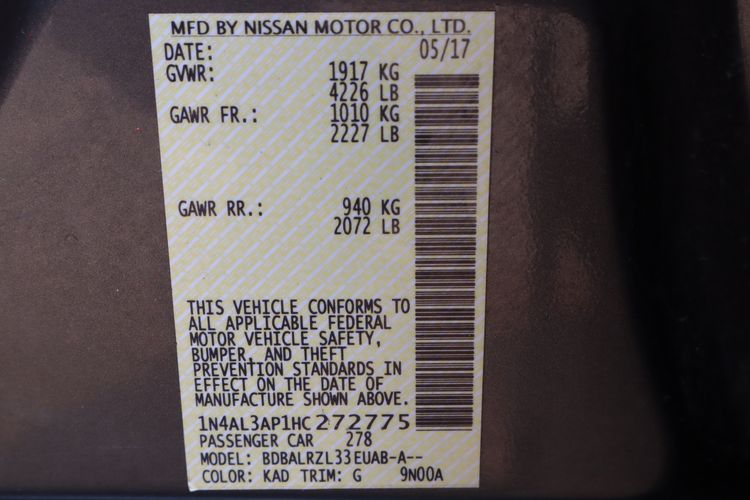 MFD BY NISSAN MOTOR CO., LTD.
DATE: 05/17
GVWR: 1917 KG
4226 LB
GAWR FR.: 1010 KG
2227 LB
GAWR RR.: 940 KG
2072 LB
THIS VEHICLE CONFORMS TO
ALL APPLICABLE FEDERAL
MOTOR VEHICLE SAFETY,
BUMPER, AND THEFT
PREVENTION STANDARDS IN
EFFECT ON THE DATE OF
MANUFACTURE SHOWN ABOVE.
1N4AL3AP1HC272775
PASSENGER CAR 278
MODEL: BDBALRZL33EUAB-A--
COLOR: KAD TRIM: G 9N00A